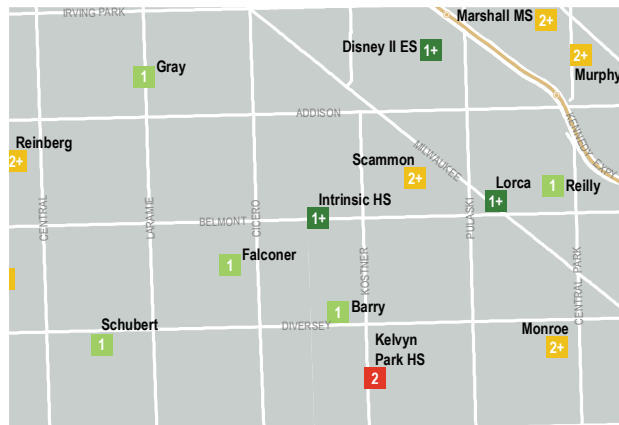 IRVING PARK
Marshall MS
2+
Disney II ES
1+
2+
Murphy
Gray
1
ADDISON
KENNEDY EXPY
Reinberg
2+
MILWAUKEE
Scammon
2+
Lorca
1+
1
Reilly
Intrinsic HS
1+
BELMONT
CENTRAL
LARAMIE
CICERO
PULASKI
KOSTNER
CENTRAL PARK
Falconer
1
Barry
1
DIVERSEY
Schubert
1
Kelvyn
Park HS
2
Monroe
2+